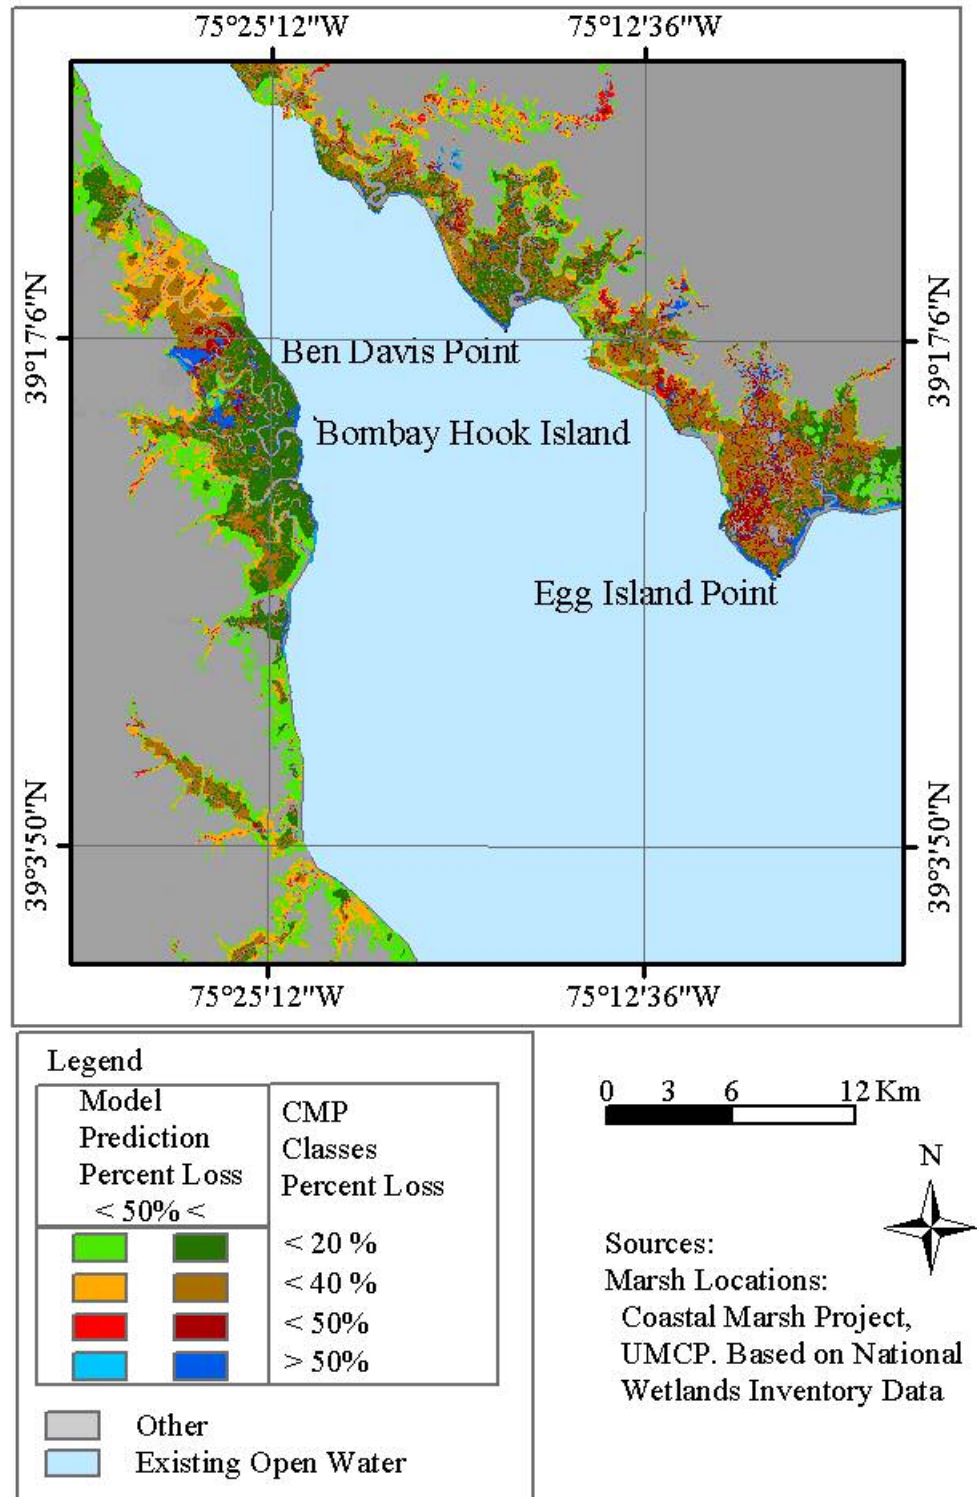 75°25'12"W 75°12'36"W
39°17'6"N 39°17'6"N
Ben Davis Point
Bombay Hook Island
Egg Island Point
39°3'50"N 39°3'50"N
75°25'12"W 75°12'36"W
Legend
Model
Prediction
Percent Loss
< 50% <
CMP
Classes
Percent Loss
< 20 %
< 40 %
< 50%
> 50%
Other
Existing Open Water
0 3 6 12 Km
N
Sources:
Marsh Locations:
Coastal Marsh Project,
UMCP. Based on National
Wetlands Inventory Data